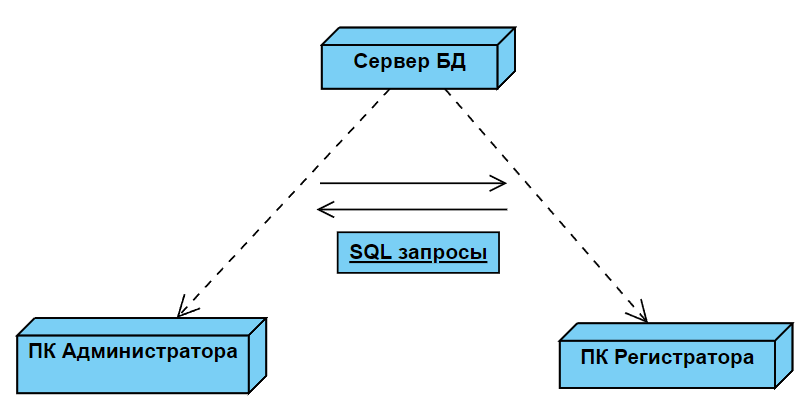 Сервер БД
SQL запросы
ПК Администратора
ПК Регистратора